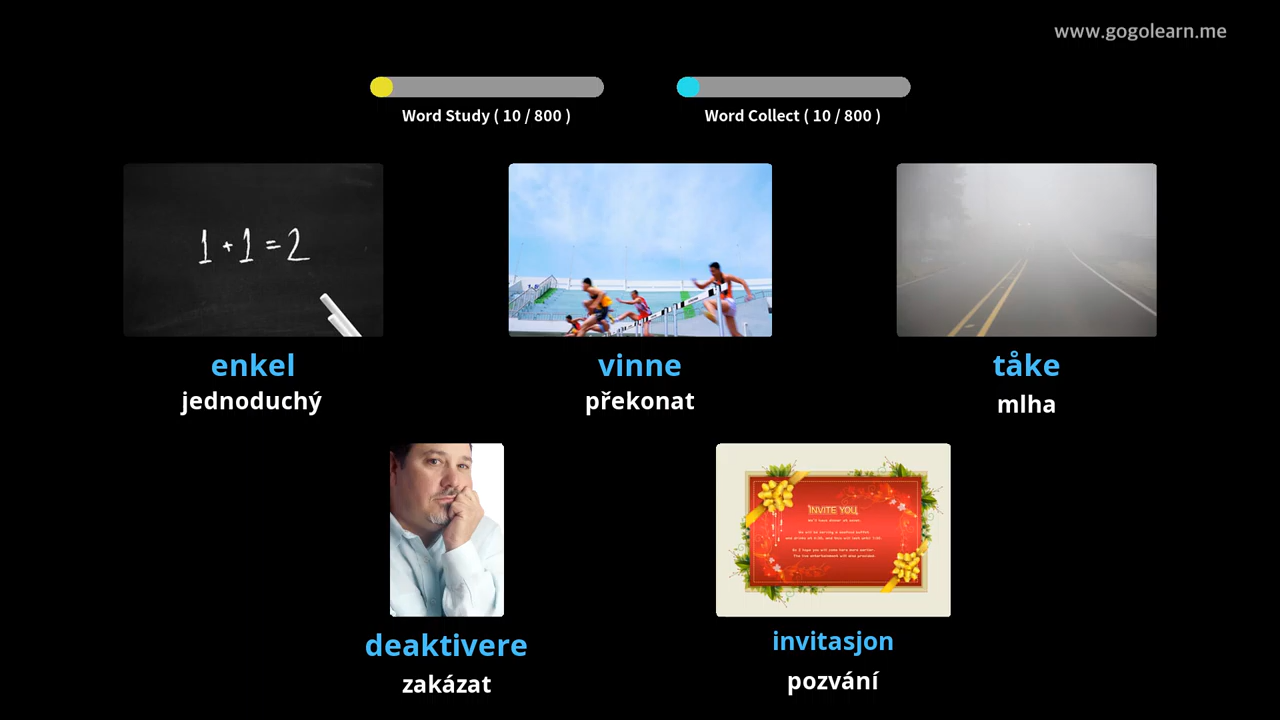 www.gogolearn.me
Word Study ( 10 / 800 )
Word Collect ( 10 / 800 )
1 + 1 = 2
enkel
jednoduchý
vinne
překonat
tåke
mlha
INVITE YOU
deaktivere
zakázat
invitasjon
pozvání